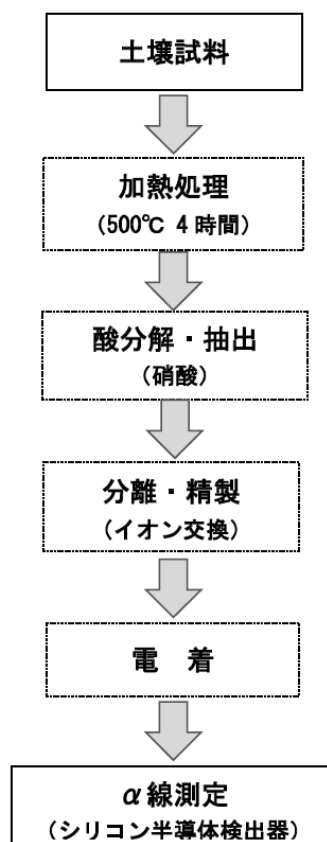 土壌試料
加熱処理
（500℃ 4時間）
酸分解・抽出
（硝酸）
分離・精製
（イオン交換）
電　着
α線測定
（シリコン半導体検出器）